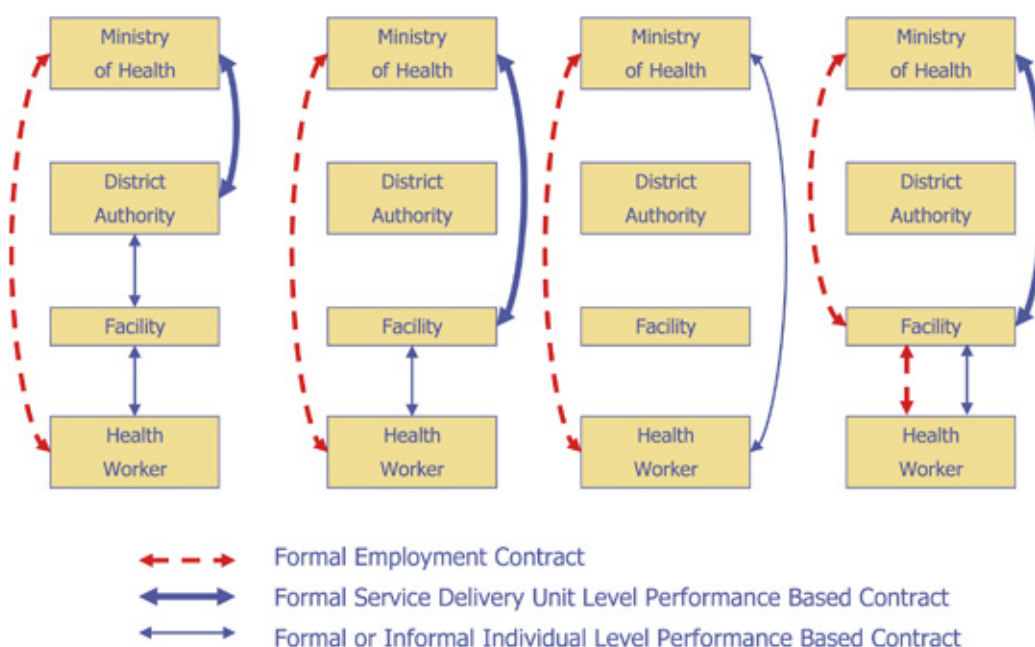 Ministry
of Health
District
Authority
Facility
Health
Worker
Ministry
of Health
District
Authority
Facility
Health
Worker
Ministry
of Health
District
Authority
Facility
Health
Worker
Ministry
of Health
District
Authority
Facility
Health
Worker
Formal Employment Contract
Formal Service Delivery Unit Level Performance Based Contract
Formal or Informal Individual Level Performance Based Contract